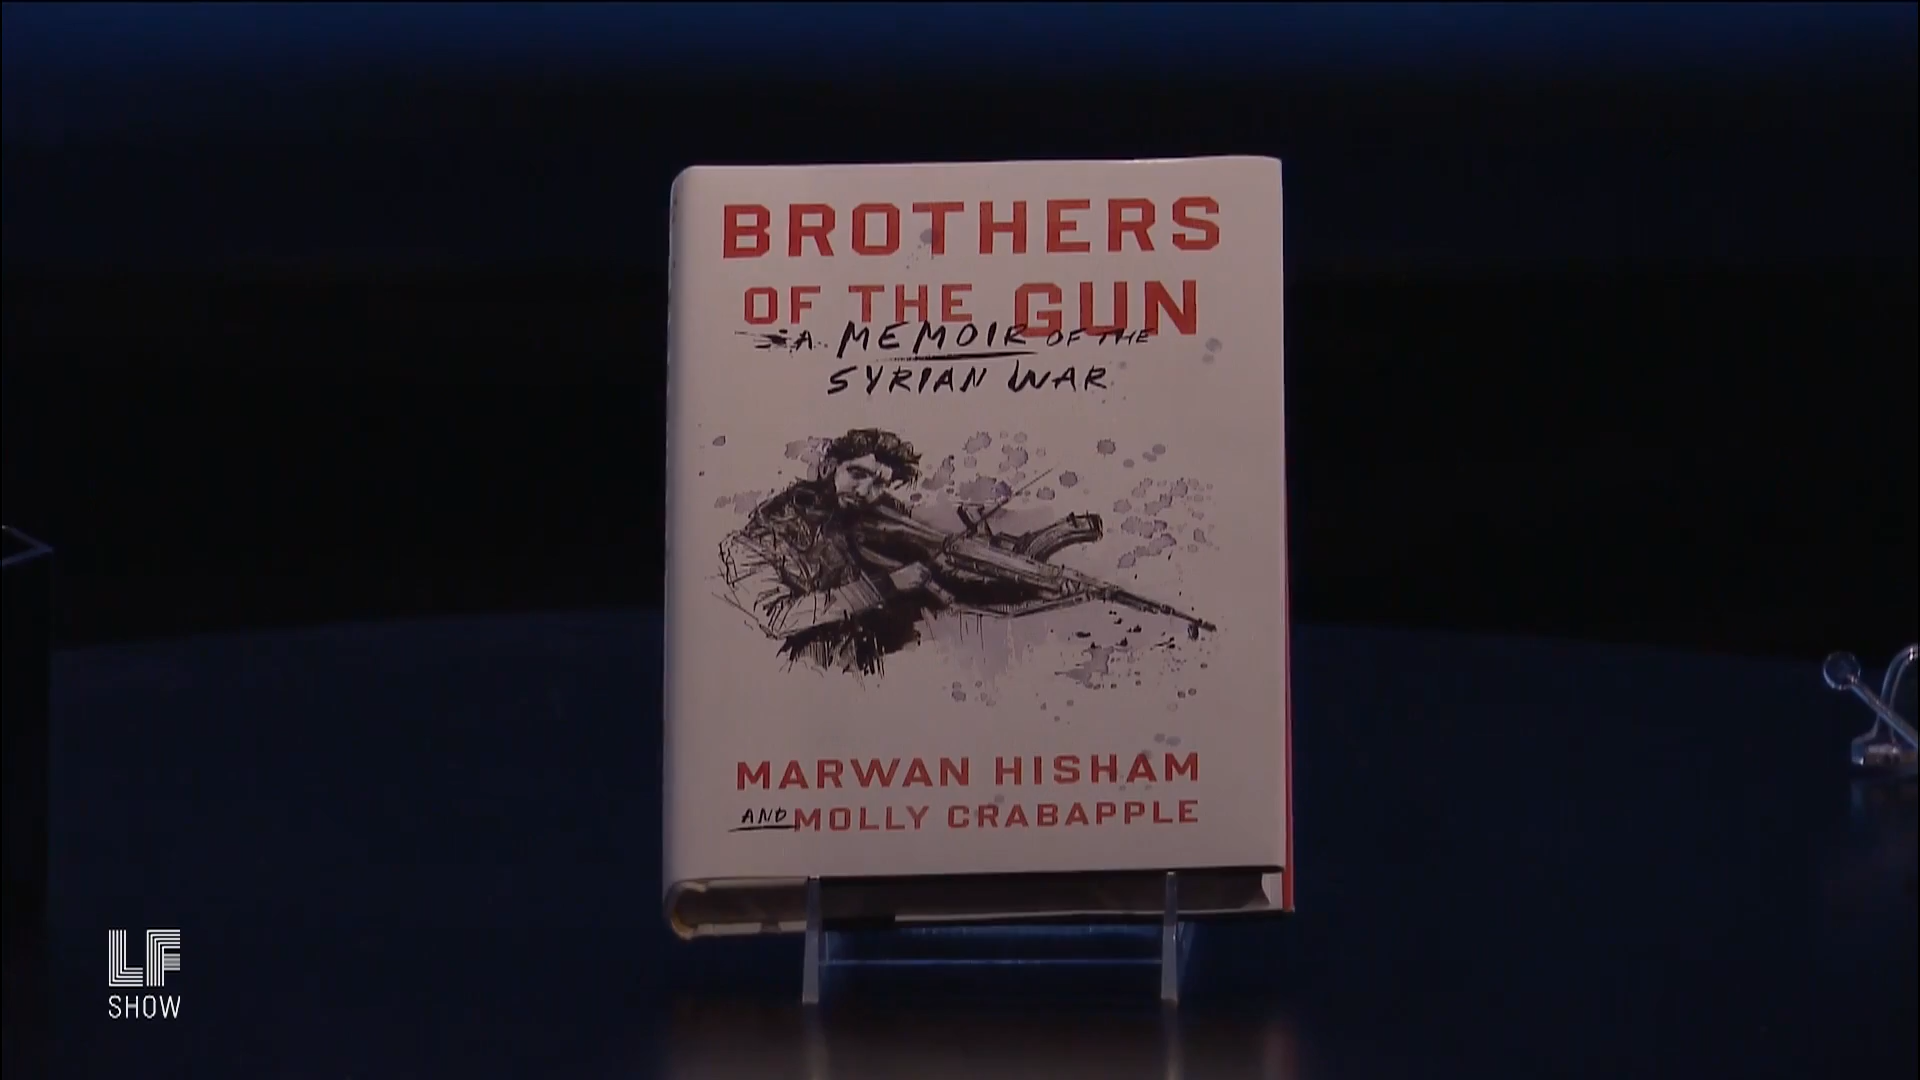 BROTHERS
OF THE GUN
A MEMOIR OF THE
SYRIAN WAR
MARWAN HISHAM
AND MOLLY CRABAPPLE
LF
SHOW